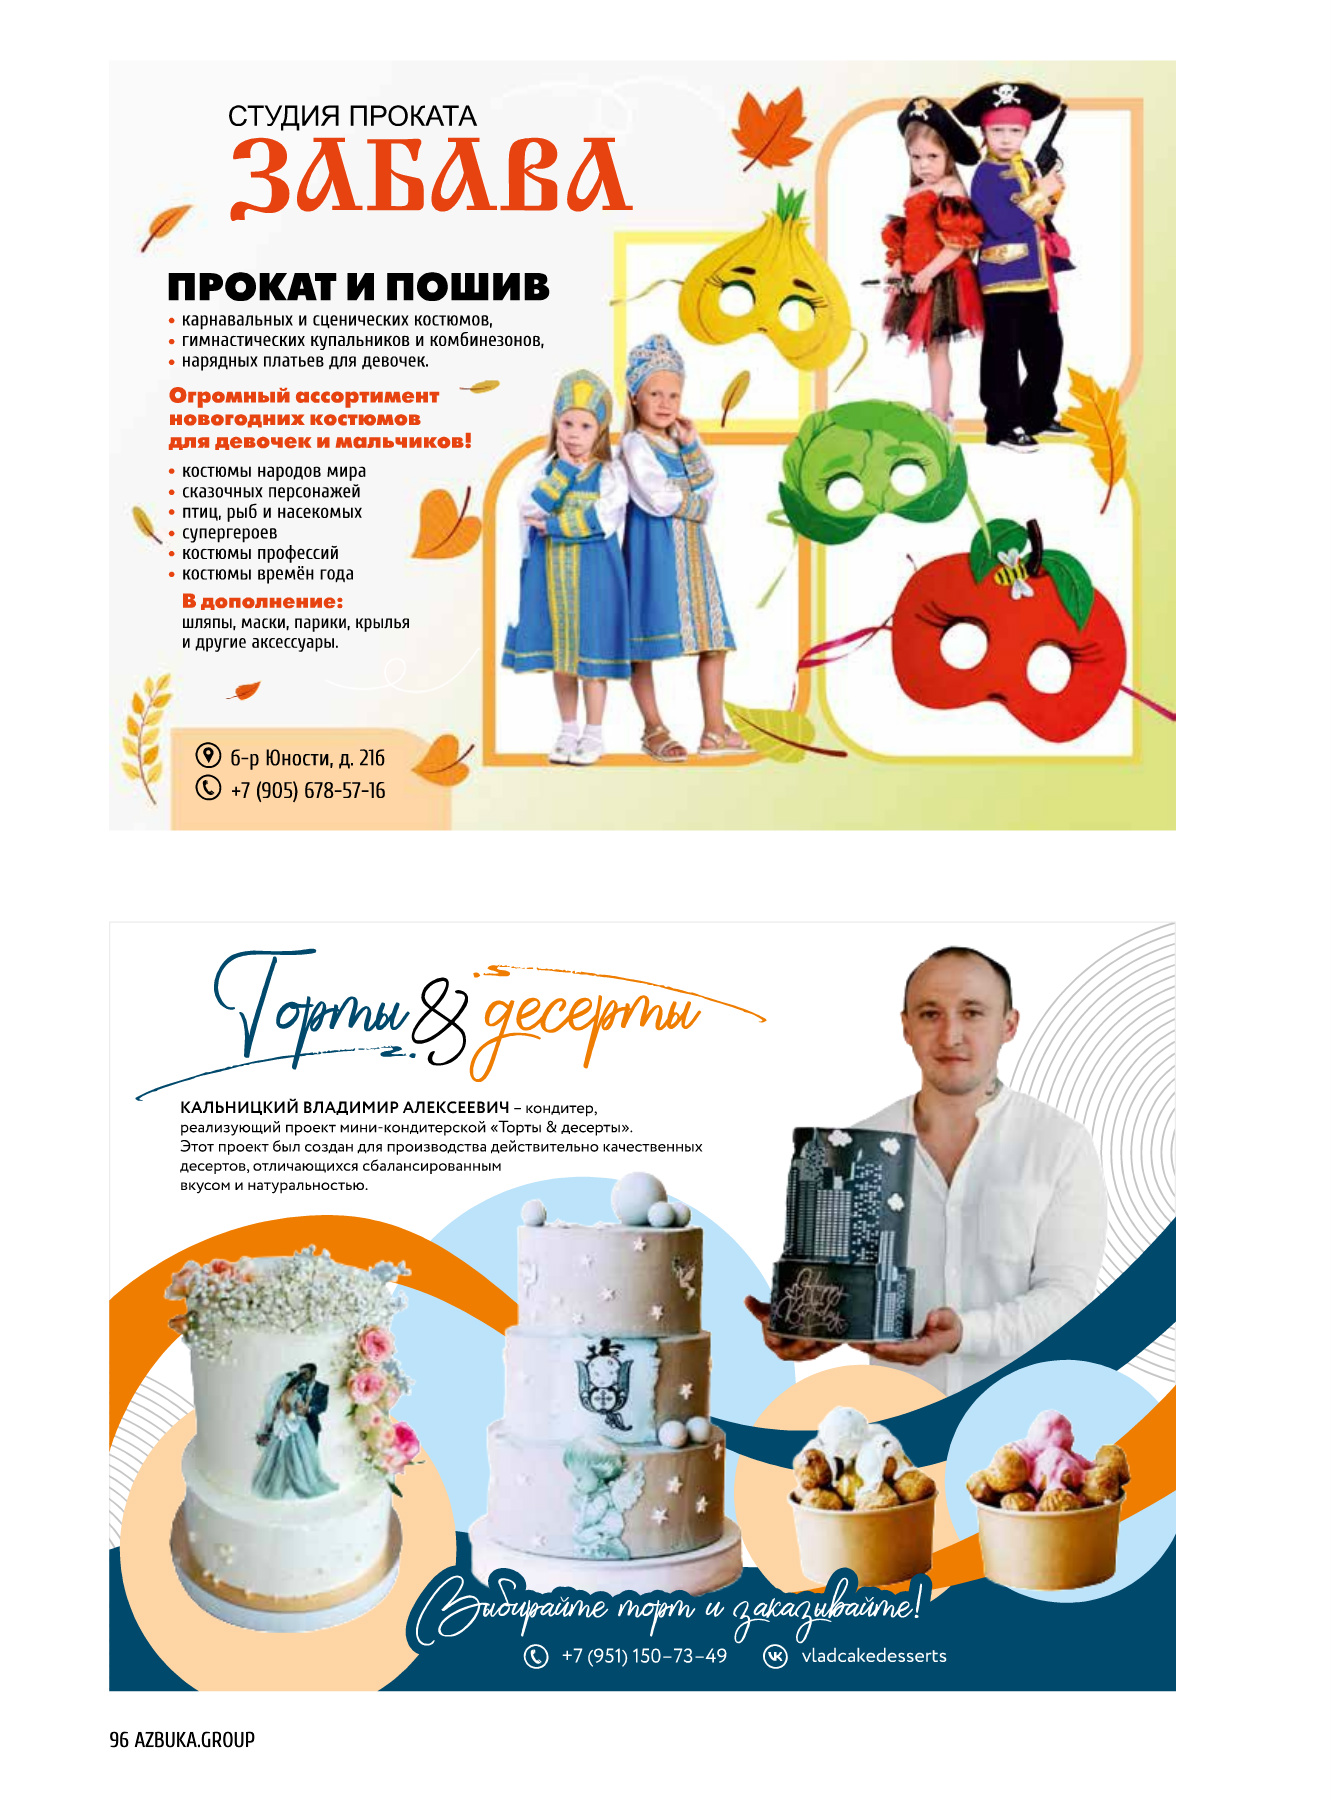 СТУДИЯ ПРОКАТА
ЗАБАВА
ПРОКАТ И ПОШИВ
• карнавальных и сценических костюмов,
• гимнастических купальников и комбинезонов,
• нарядных платьев для девочек.
Огромный ассортимент
новогодних костюмов
для девочек и мальчиков!
• костюмы народов мира
• сказочных персонажей
• птиц, рыб и насекомых
• супергероев
• костюмы профессий
• костюмы времён года
В дополнение:
шляпы, маски, парики, крылья
и другие аксессуары.
б-р Юности, д. 21б
+7 (905) 678-57-16
Торты & десерты
КАЛЬНИЦКИЙ ВЛАДИМИР АЛЕКСЕЕВИЧ – кондитер,
реализующий проект мини-кондитерской «Торты & десерты».
Этот проект был создан для производства действительно качественных
десертов, отличающихся сбалансированным
вкусом и натуральностью.
Happy
Birthday
Выбирайте торт и заказывайте!
+7 (951) 150–73–49
vladcakedesserts
96 AZBUKA.GROUP